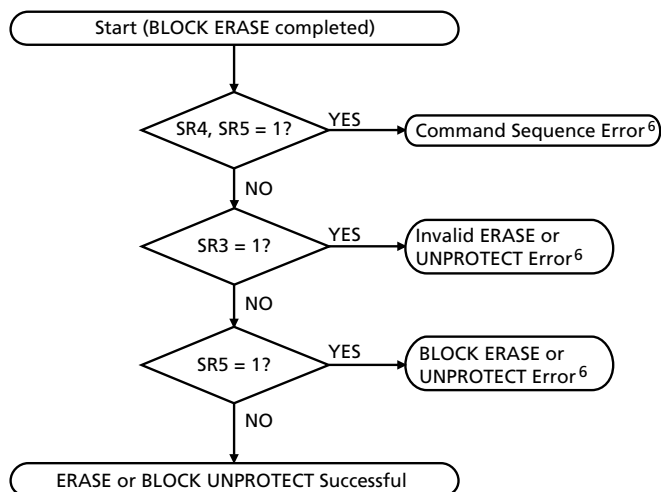 Start (BLOCK ERASE completed)
SR4, SR5 = 1?
YES
Command Sequence Error6
NO
SR3 = 1?
YES
Invalid ERASE or
UNPROTECT Error6
NO
SR5 = 1?
YES
BLOCK ERASE or
UNPROTECT Error6
NO
ERASE or BLOCK UNPROTECT Successful